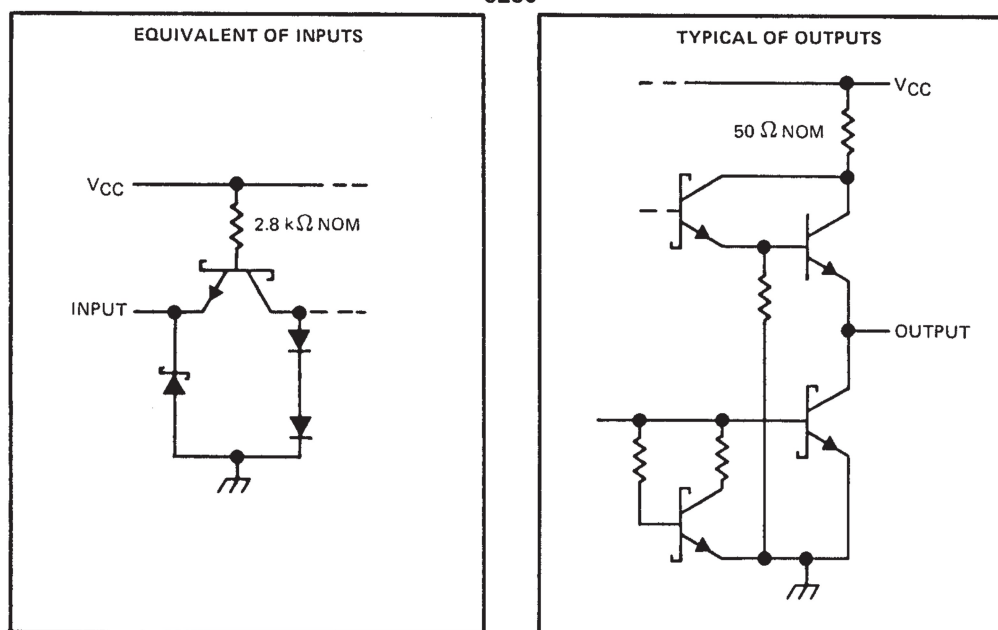 EQUIVALENT OF INPUTS
VCC
2.8 kΩ NOM
INPUT
TYPICAL OF OUTPUTS
VCC
50 Ω NOM
OUTPUT